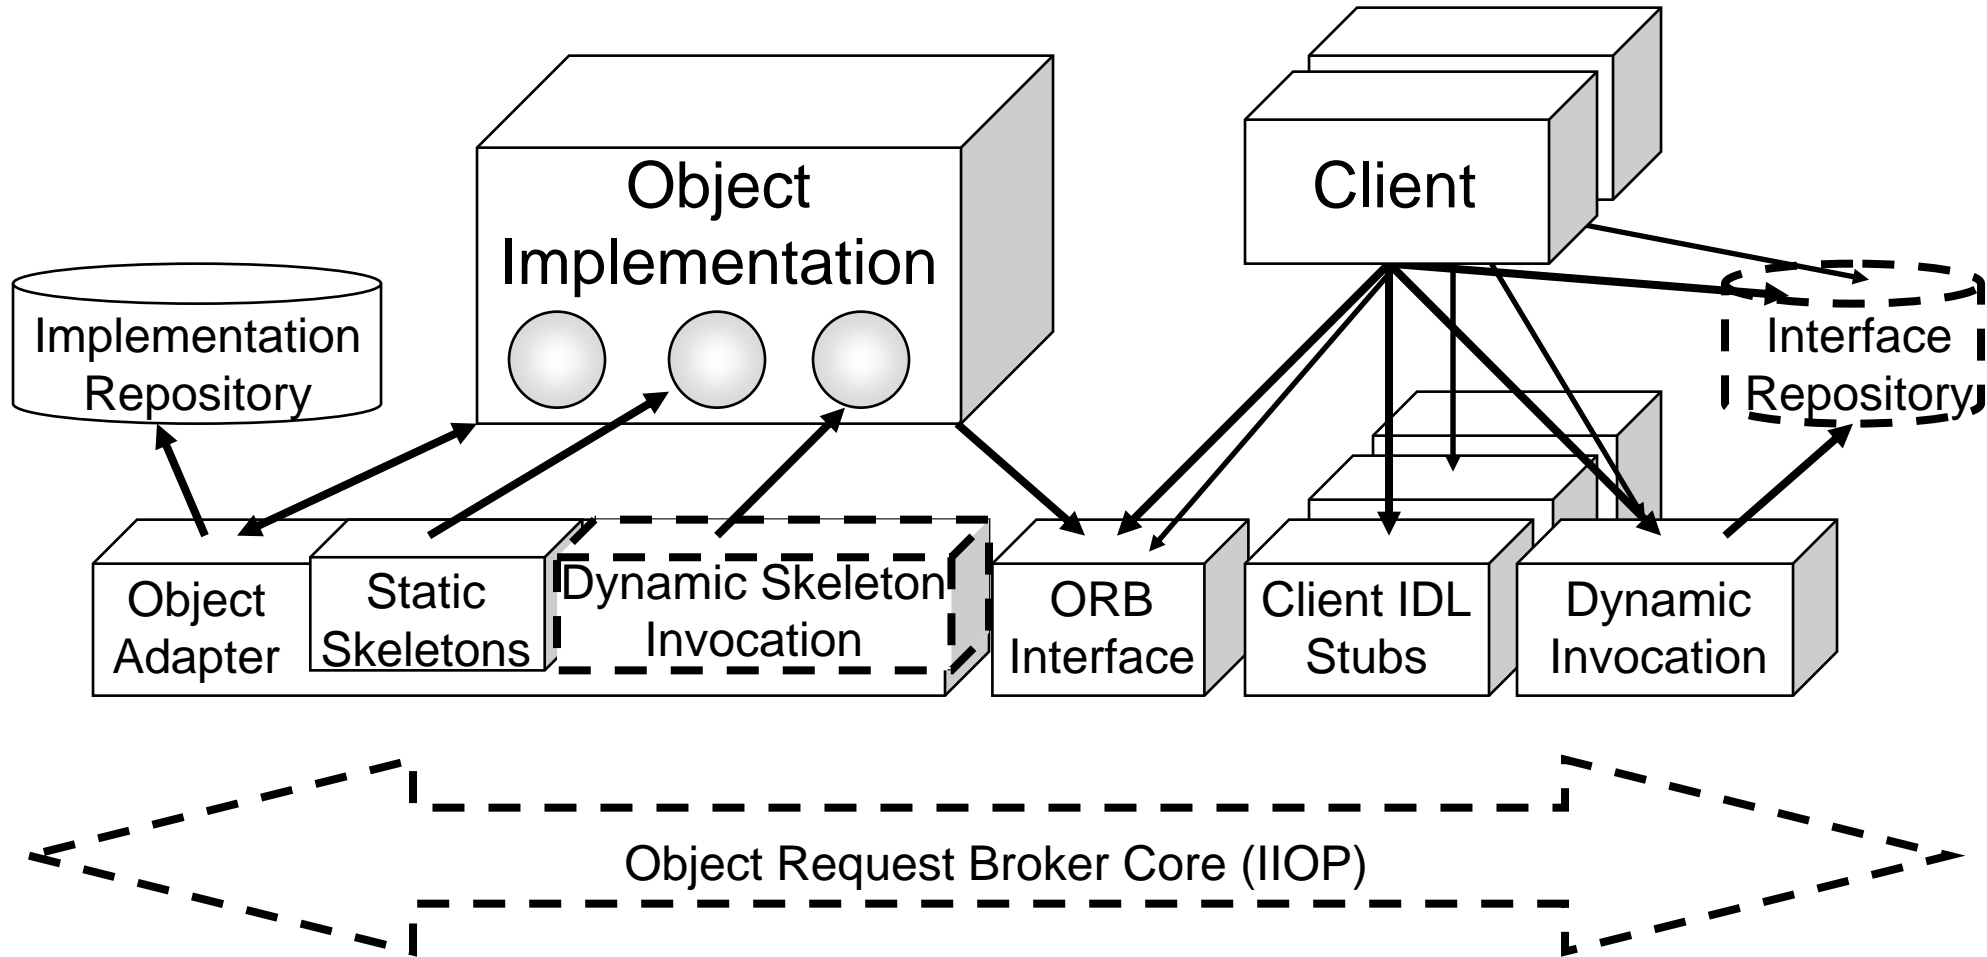 Object
Implementation
Client
Implementation
Repository
Interface
Repository
Object
Adapter
Static
Skeletons
Dynamic Skeleton
Invocation
ORB
Interface
Client IDL
Stubs
Dynamic
Invocation
Object Request Broker Core (IIOP)